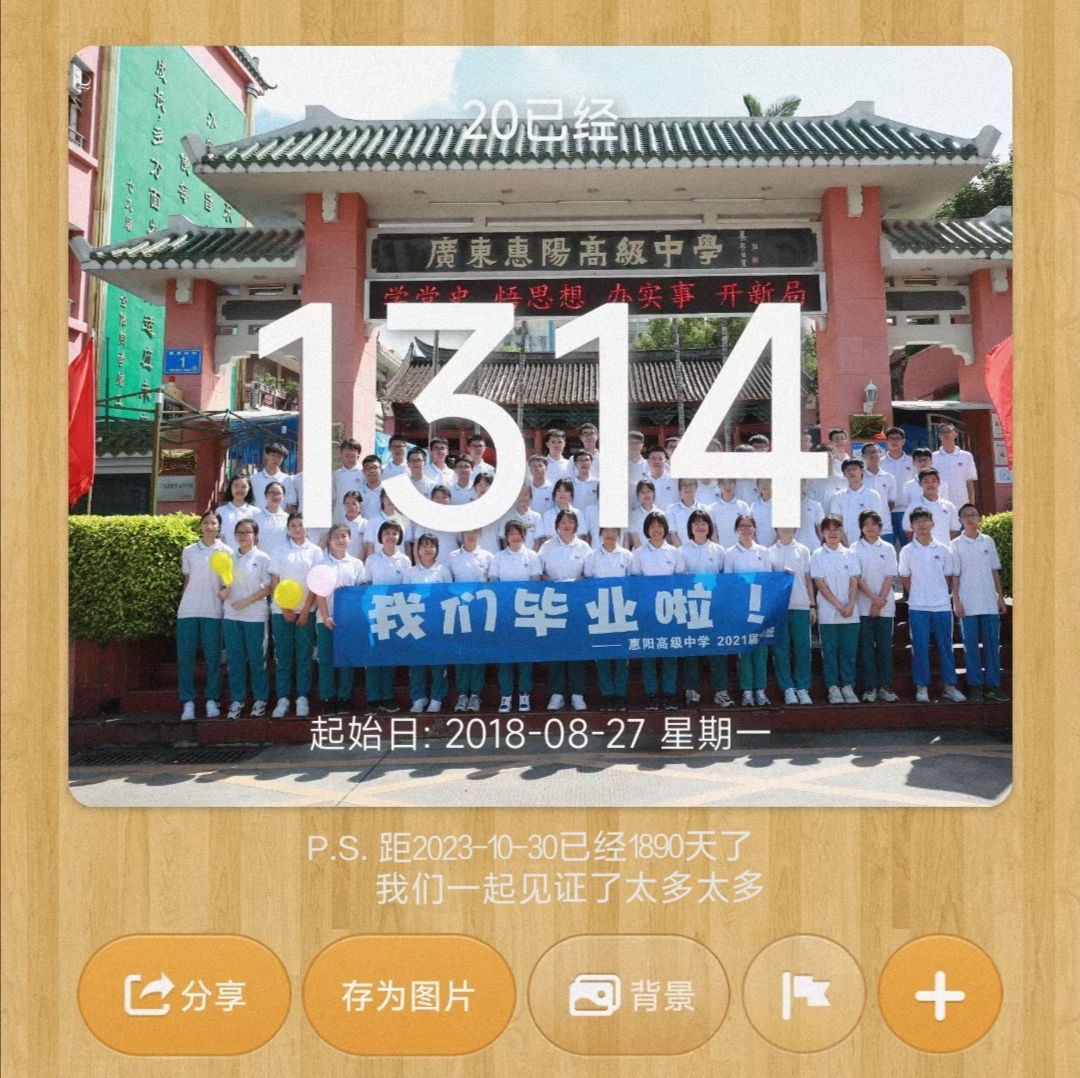 20已经
廣東惠陽高級中學
学党史 悟思想 办实事 开新局
1314
1
我们毕业啦！
—— 惠阳高级中学 2021届
起始日: 2018-08-27 星期一
P.S. 距2023-10-30已经1890天了
我们一起见证了太多太多
分享
存为图片
背景